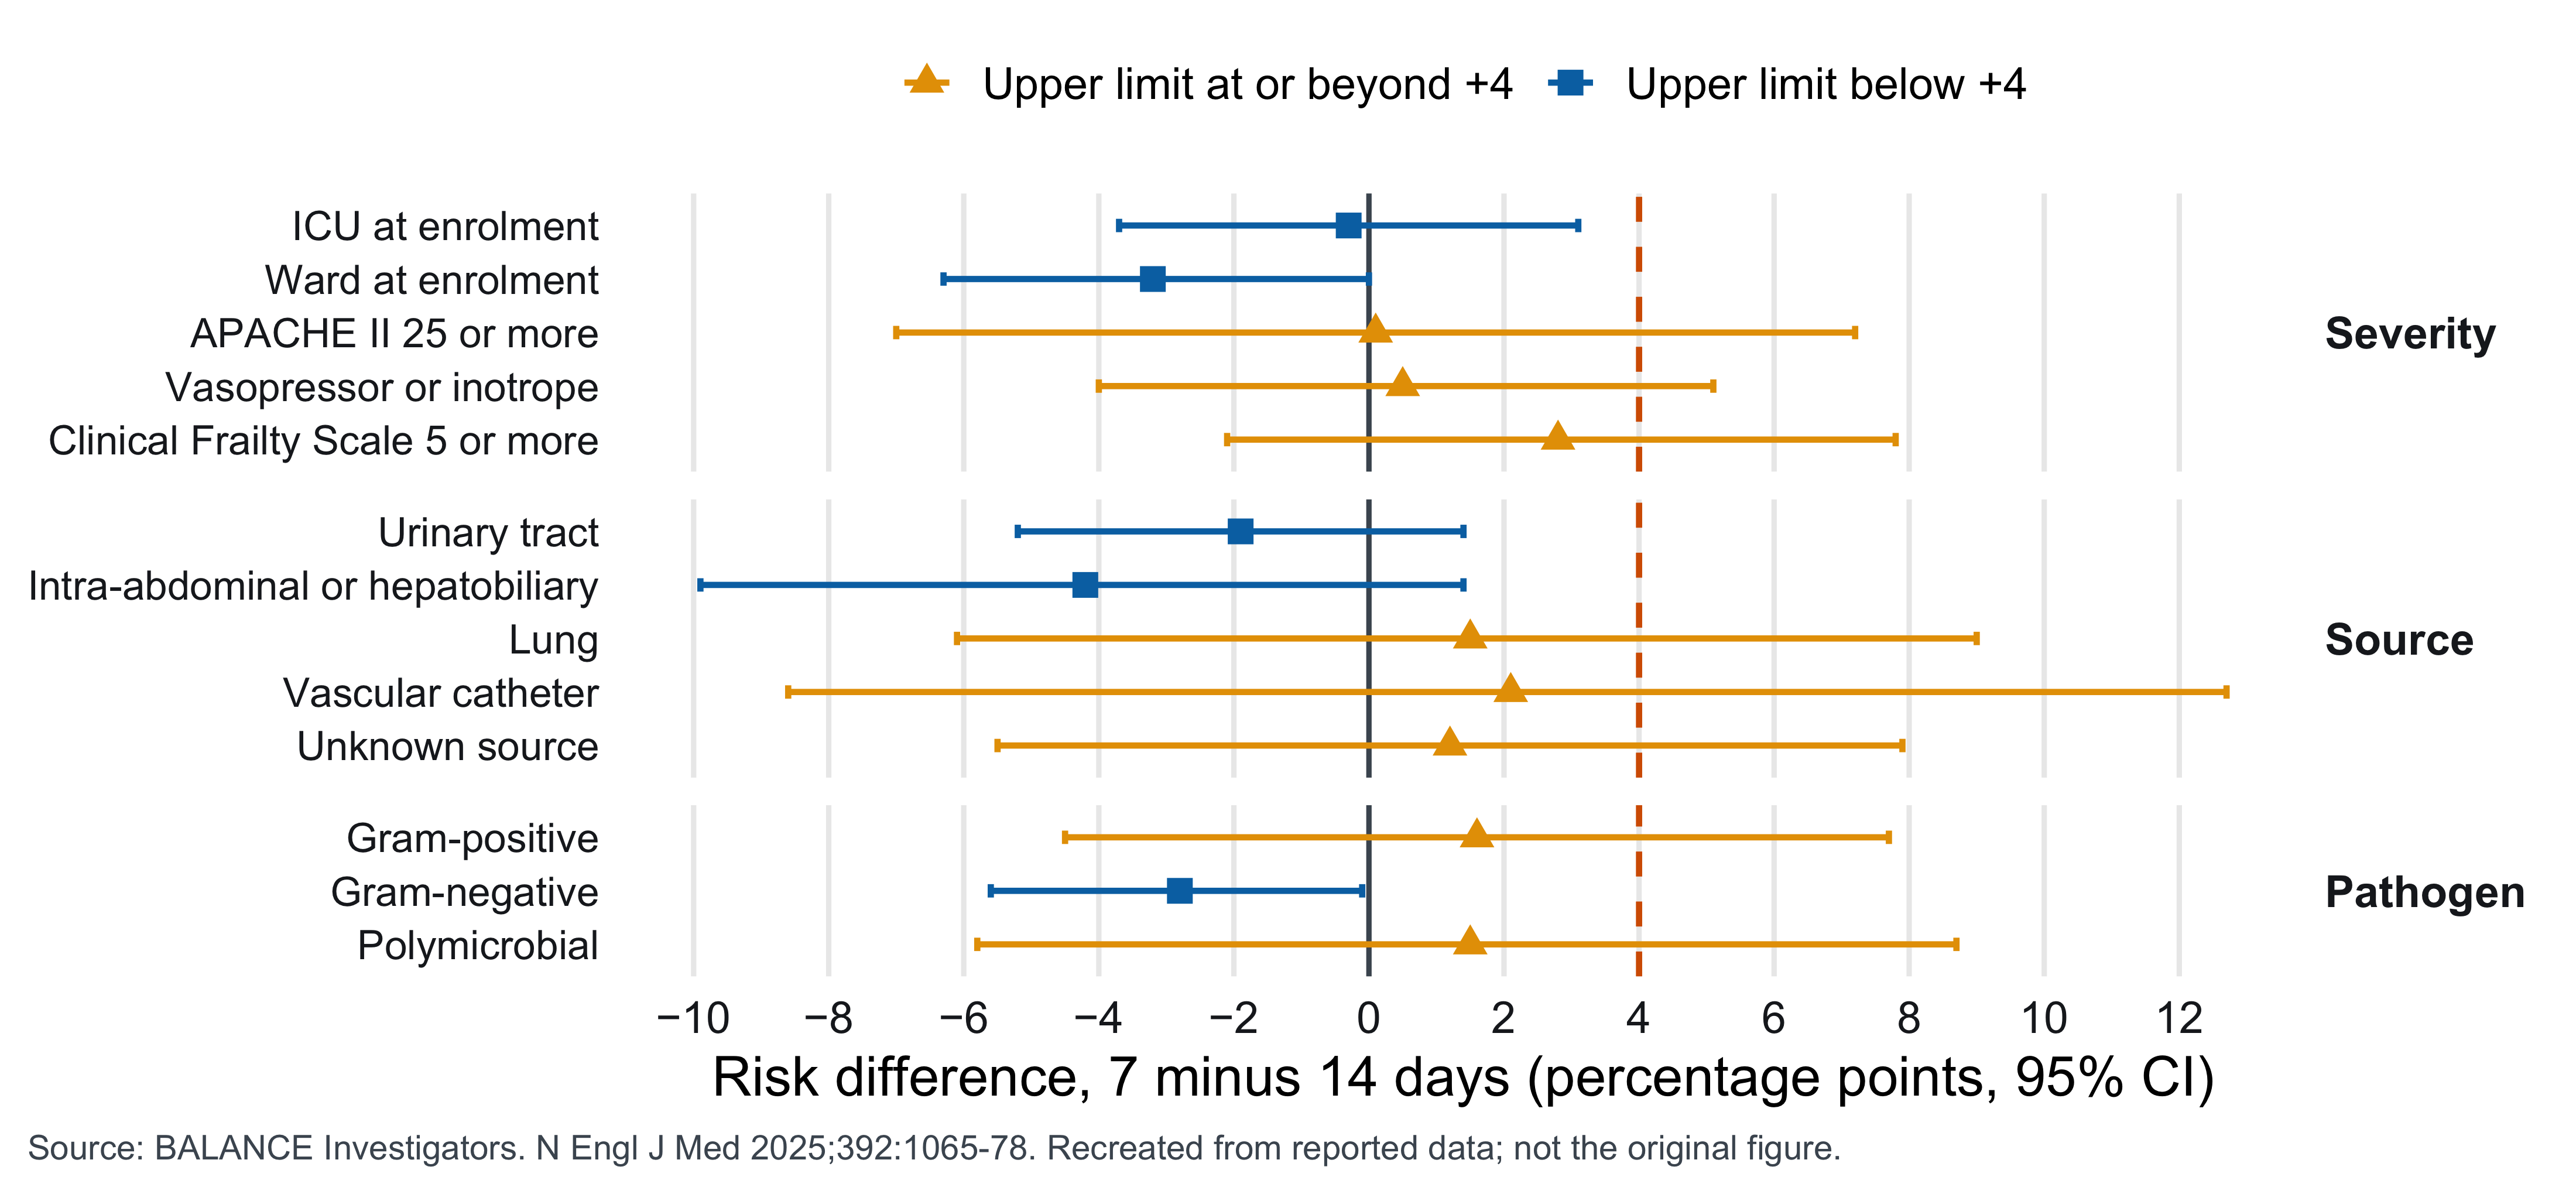 Upper limit at or beyond +4 Upper limit below +4
ICU at enrolment
Ward at enrolment
APACHE II 25 or more
Vasopressor or inotrope
Clinical Frailty Scale 5 or more
Severity
Urinary tract
Intra-abdominal or hepatobiliary
Lung
Vascular catheter
Unknown source
Source
Gram-positive
Gram-negative
Polymicrobial
Pathogen
−10 −8 −6 −4 −2 0 2 4 6 8 10 12
Risk difference, 7 minus 14 days (percentage points, 95% CI)
Source: BALANCE Investigators. N Engl J Med 2025;392:1065-78. Recreated from reported data; not the original figure.